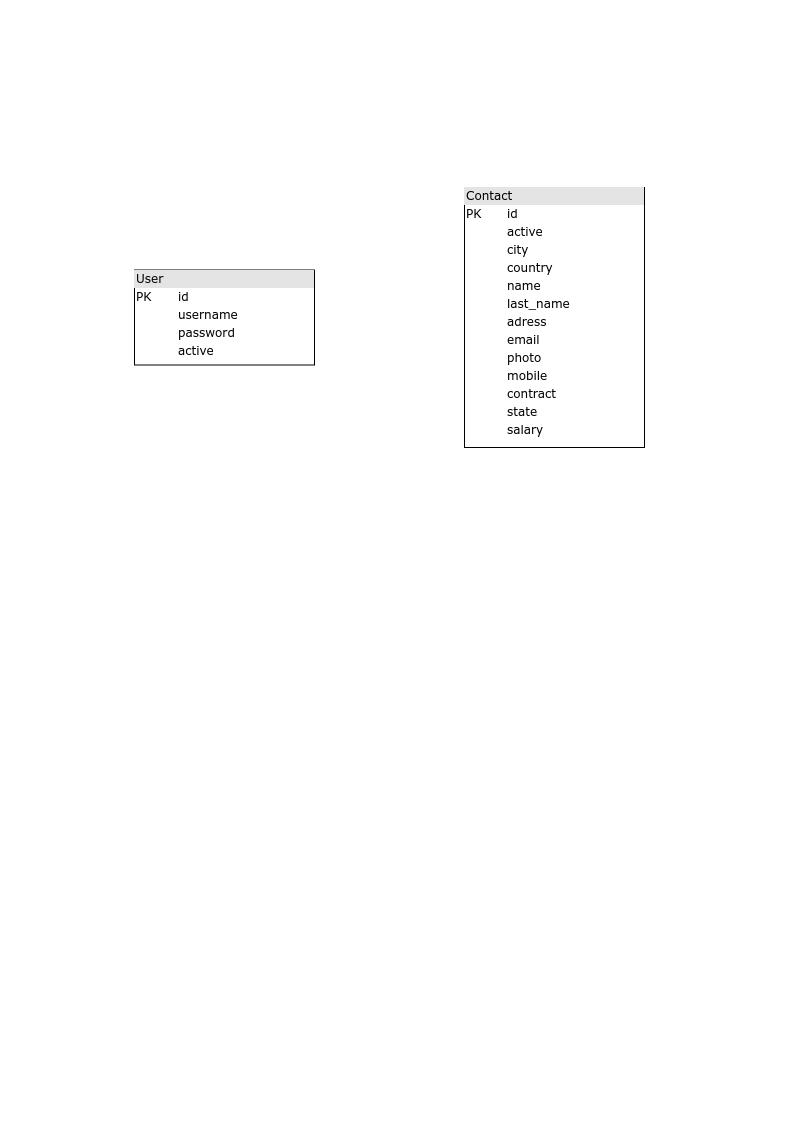 User
PK id
username
password
active
Contact
PK id
active
city
country
name
last_name
adress
email
photo
mobile
contract
state
salary